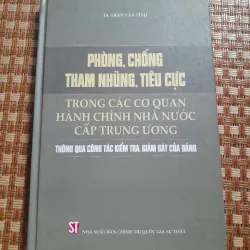 TS. TRẦN VĂN TĨNH
PHÒNG, CHỐNG
THAM NHŨNG, TIÊU CỰC
TRONG CÁC CƠ QUAN
HÀNH CHÍNH NHÀ NƯỚC
CẤP TRUNG ƯƠNG
THÔNG QUA CÔNG TÁC KIỂM TRA, GIÁM SÁT CỦA ĐẢNG
ST
NHÀ XUẤT BẢN CHÍNH TRỊ QUỐC GIA SỰ THẬT